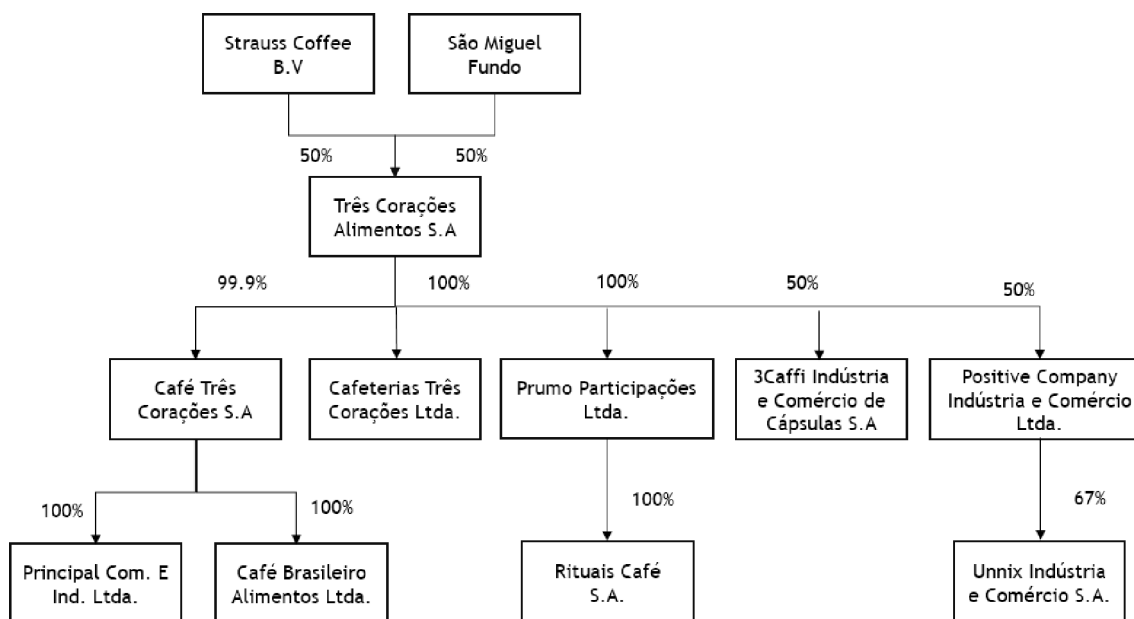 Strauss Coffee
B.V
São Miguel
Fundo
50%
50%
Três Corações
Alimentos S.A
99.9%
100%
100%
50%
50%
Café Três
Corações S.A
Cafeterias Três
Corações Ltda.
Prumo Participações
Ltda.
3Caffi Indústria
e Comércio de
Cápsulas S.A
Positive Company
Indústria e Comércio
Ltda.
100%
100%
100%
67%
Principal Com. E
Ind. Ltda.
Café Brasileiro
Alimentos Ltda.
Rituais Café
S.A.
Unnix Indústria
e Comércio S.A.